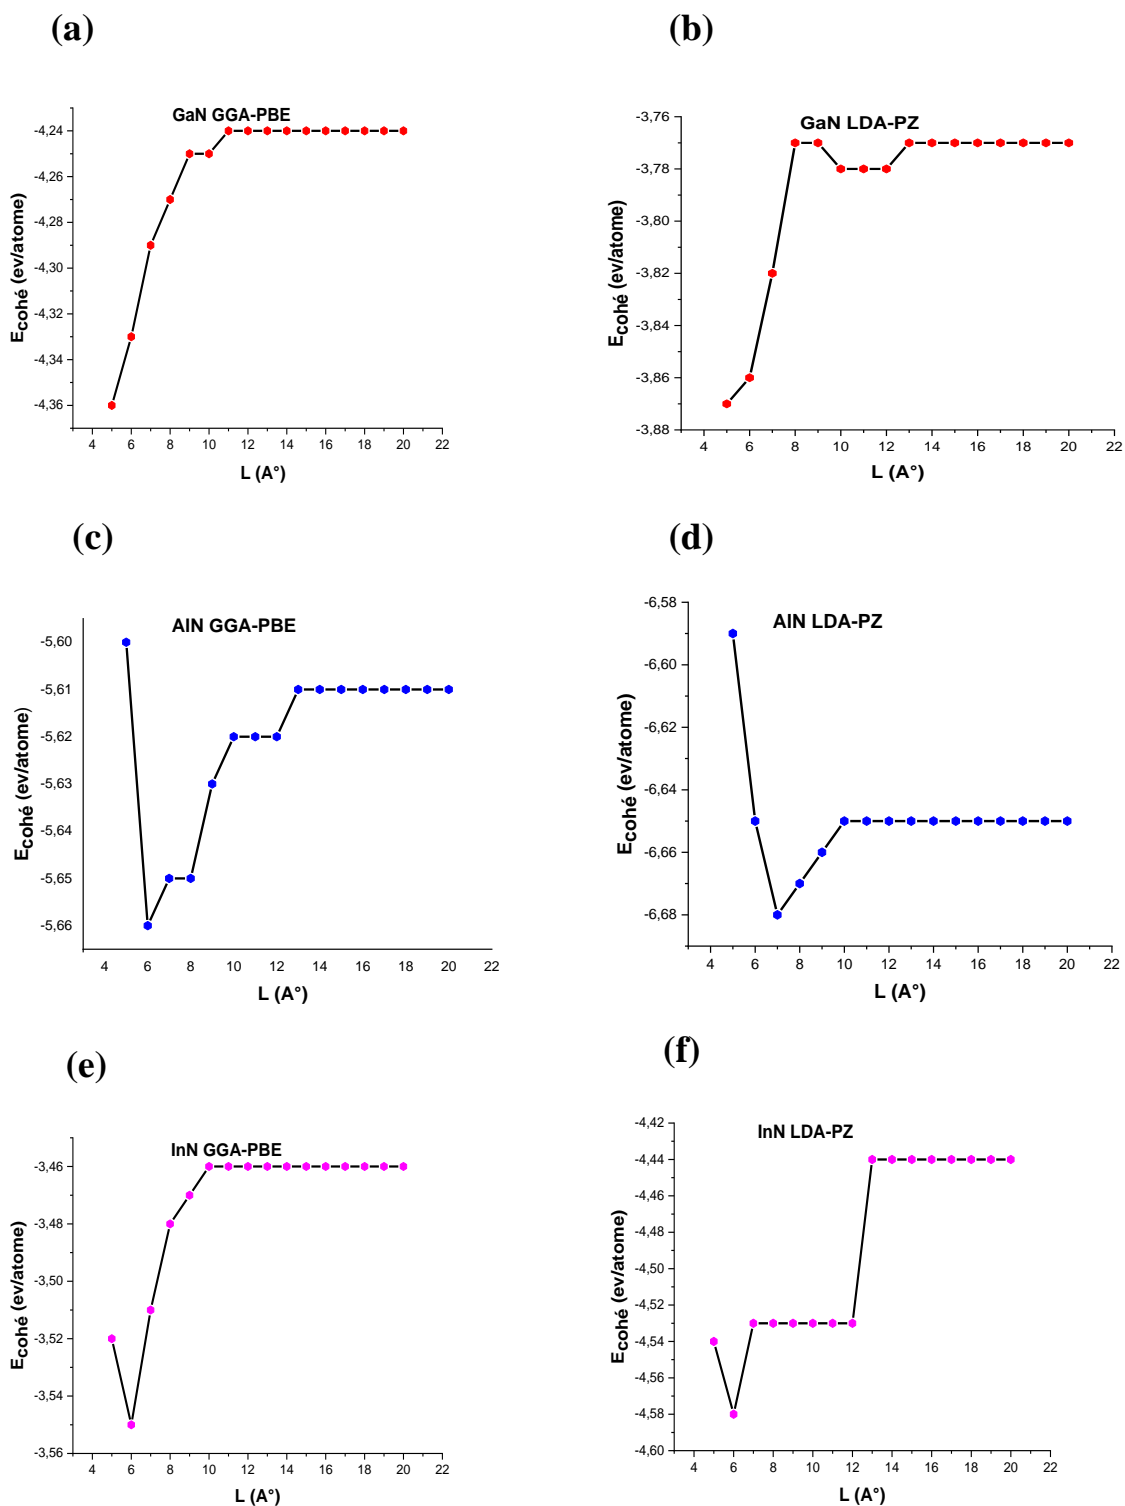 (a)
GaN GGA-PBE
-4,24
-4,26
-4,28
-4,30
-4,32
-4,34
-4,36
4 6 8 10 12 14 16 18 20 22
L (A°)
Ecohé (ev/atome)
(b)
GaN LDA-PZ
-3,76
-3,78
-3,80
-3,82
-3,84
-3,86
-3,88
4 6 8 10 12 14 16 18 20 22
L (A°)
Ecohé (ev/atome)
(c)
AlN GGA-PBE
-5,60
-5,61
-5,62
-5,63
-5,64
-5,65
-5,66
4 6 8 10 12 14 16 18 20 22
L (A°)
Ecohé (ev/atome)
(d)
AlN LDA-PZ
-6,58
-6,60
-6,62
-6,64
-6,66
-6,68
4 6 8 10 12 14 16 18 20 22
L (A°)
Ecohé (ev/atome)
(e)
InN GGA-PBE
-3,46
-3,48
-3,50
-3,52
-3,54
-3,56
4 6 8 10 12 14 16 18 20 22
L (A°)
Ecohé (ev/atome)
(f)
InN LDA-PZ
-4,42
-4,44
-4,46
-4,48
-4,50
-4,52
-4,54
-4,56
-4,58
-4,60
4 6 8 10 12 14 16 18 20 22
L (A°)
Ecohé (ev/atome)